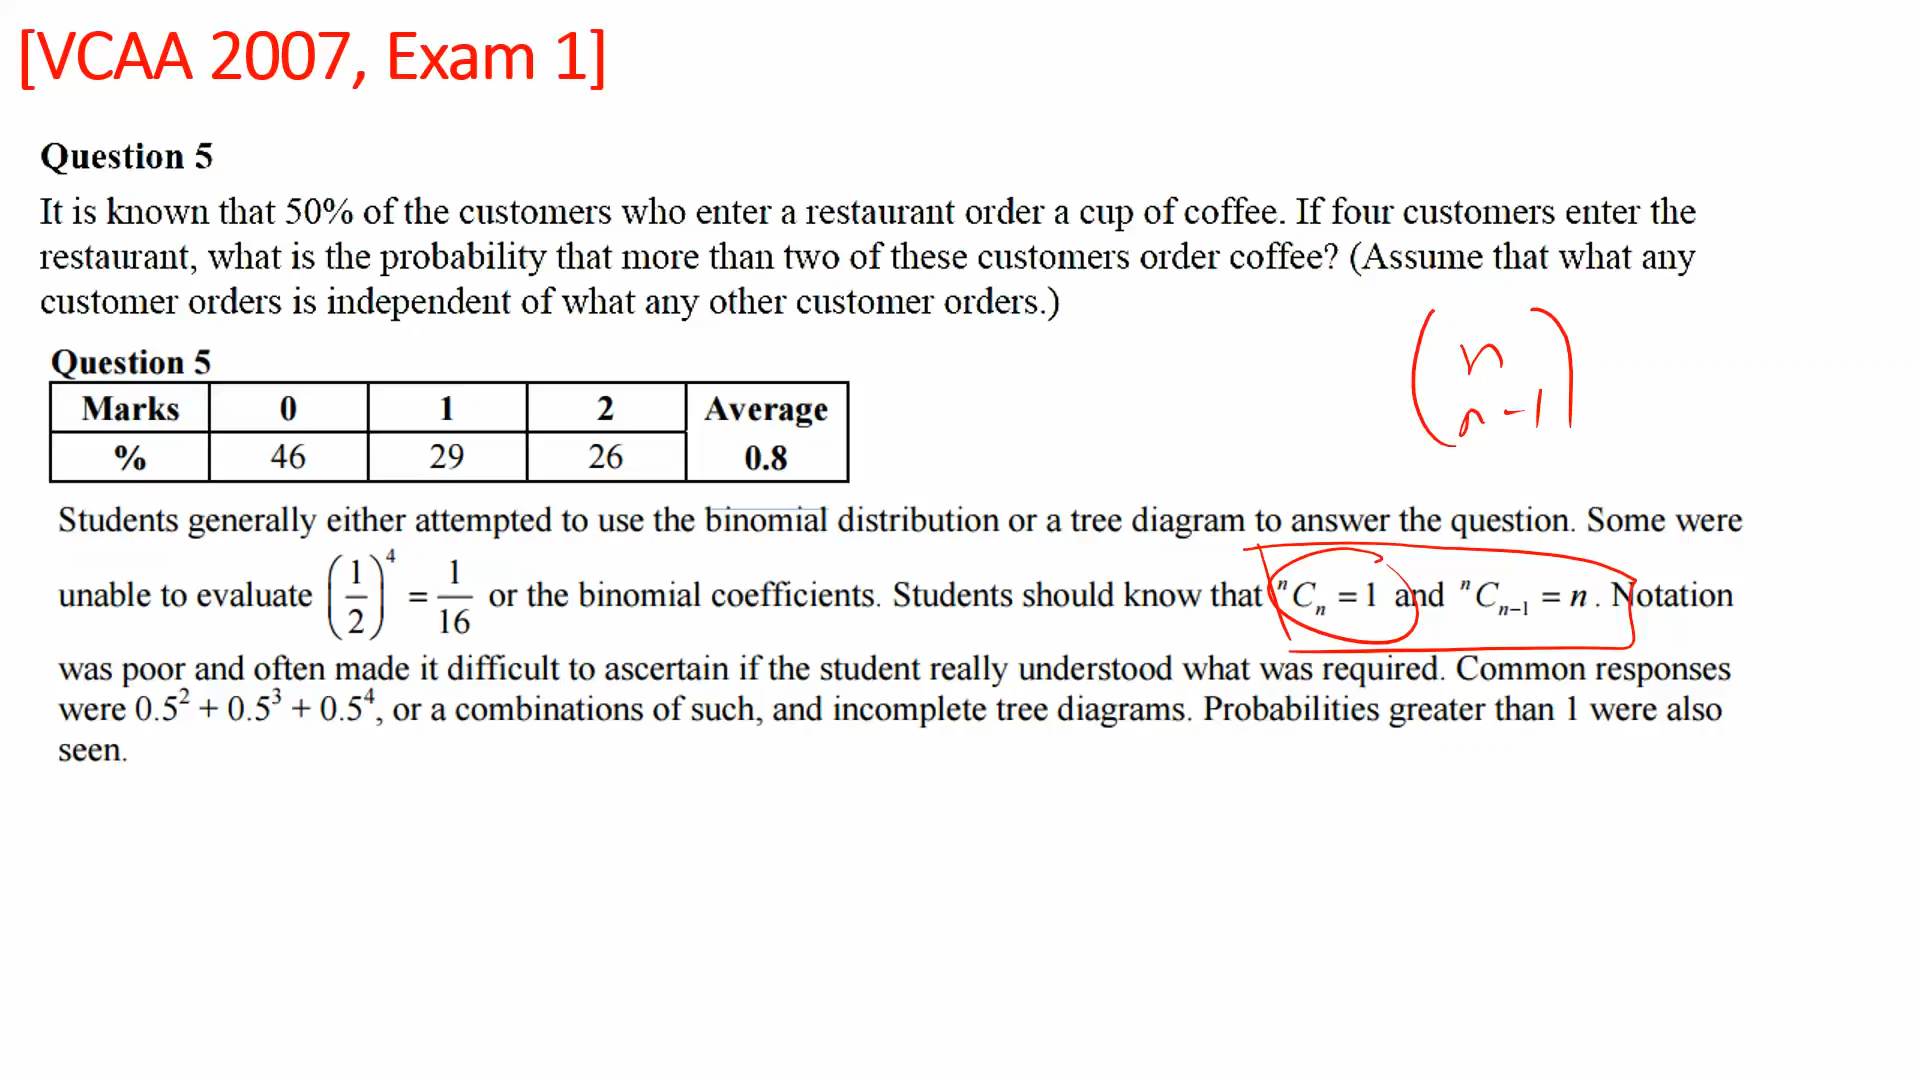 [VCAA 2007, Exam 1]
Question 5
It is known that 50% of the customers who enter a restaurant order a cup of coffee. If four customers enter the
restaurant, what is the probability that more than two of these customers order coffee? (Assume that what any
customer orders is independent of what any other customer orders.)
(n
n-1)
Question 5
Marks 0 1 2 Average
% 46 29 26 0.8
Students generally either attempted to use the binomial distribution or a tree diagram to answer the question. Some were
unable to evaluate (1/2)⁴ = 1/16 or the binomial coefficients. Students should know that ⁿCₙ = 1 and ⁿCₙ₋₁ = n. Notation
was poor and often made it difficult to ascertain if the student really understood what was required. Common responses
were 0.5² + 0.5³ + 0.5⁴, or a combinations of such, and incomplete tree diagrams. Probabilities greater than 1 were also
seen.